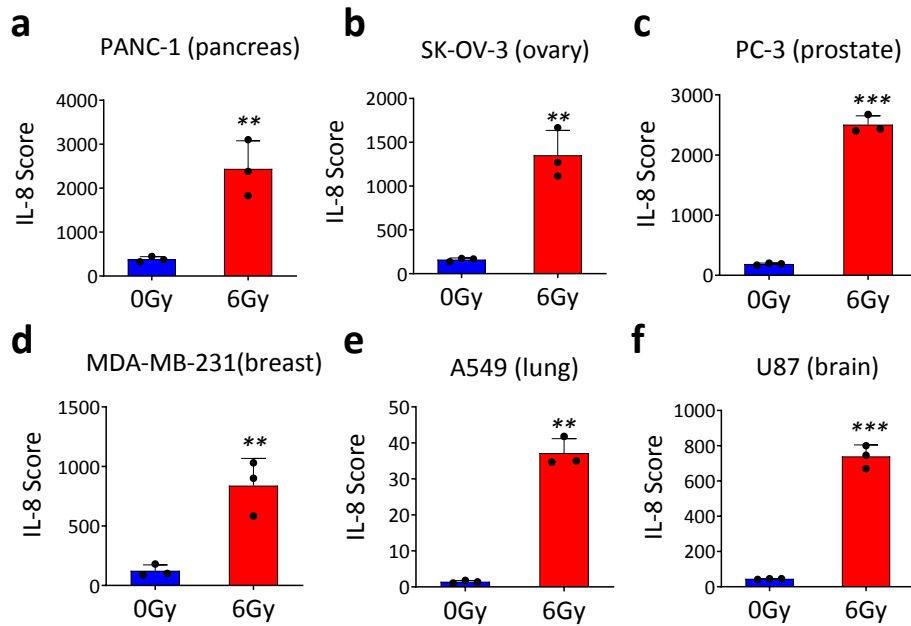 a
PANC-1 (pancreas)
IL-8 Score
4000
3000
2000
1000
0
**
0Gy
6Gy
b
SK-OV-3 (ovary)
IL-8 Score
2000
1500
1000
500
0
**
0Gy
6Gy
c
PC-3 (prostate)
IL-8 Score
3000
2000
1000
0
***
0Gy
6Gy
d
MDA-MB-231(breast)
IL-8 Score
1500
1000
500
0
**
0Gy
6Gy
e
A549 (lung)
IL-8 Score
50
40
30
20
10
0
**
0Gy
6Gy
f
U87 (brain)
IL-8 Score
1000
800
600
400
200
0
***
0Gy
6Gy